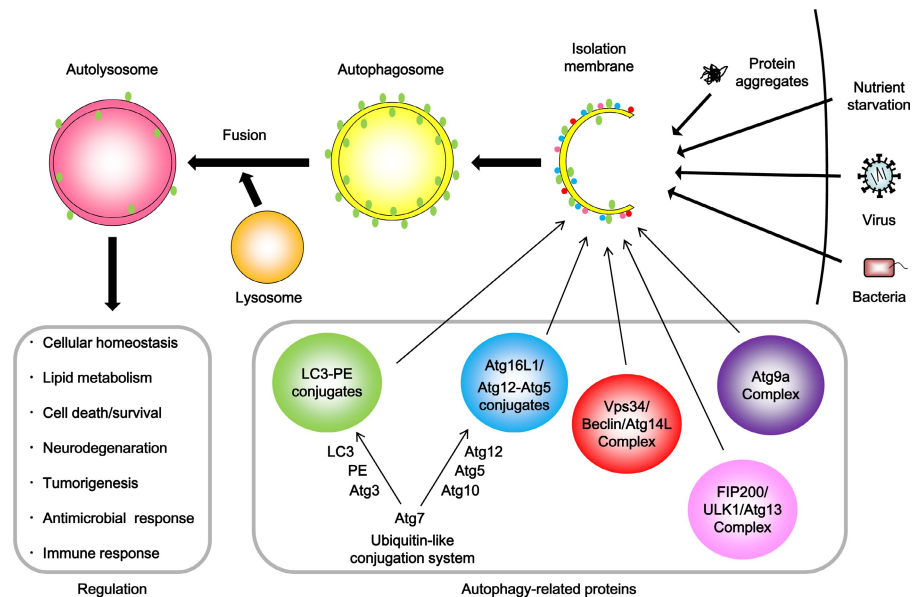 Autolysosome
Autophagosome
Isolation
membrane
Protein
aggregates
Nutrient
starvation
Fusion
Virus
Lysosome
Bacteria
· Cellular homeostasis
· Lipid metabolism
· Cell death/survival
· Neurodegenaration
· Tumorigenesis
· Antimicrobial response
· Immune response
Regulation
LC3-PE
conjugates
Atg16L1/
Atg12-Atg5
conjugates
Vps34/
Beclin/Atg14L
Complex
Atg9a
Complex
FIP200/
ULK1/Atg13
Complex
LC3
PE
Atg3
Atg12
Atg5
Atg10
Atg7
Ubiquitin-like
conjugation system
Autophagy-related proteins